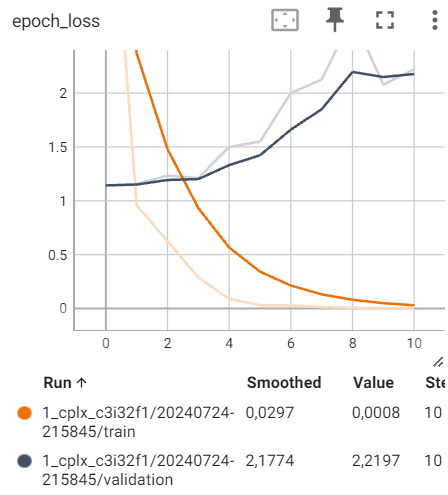 epoch_loss
2
1.5
1
0.5
0
0 2 4 6 8 10
Run ↑ Smoothed Value Ste
1_cplx_c3i32f1/20240724- 0,0297 0,0008 10
215845/train
1_cplx_c3i32f1/20240724- 2,1774 2,2197 10
215845/validation